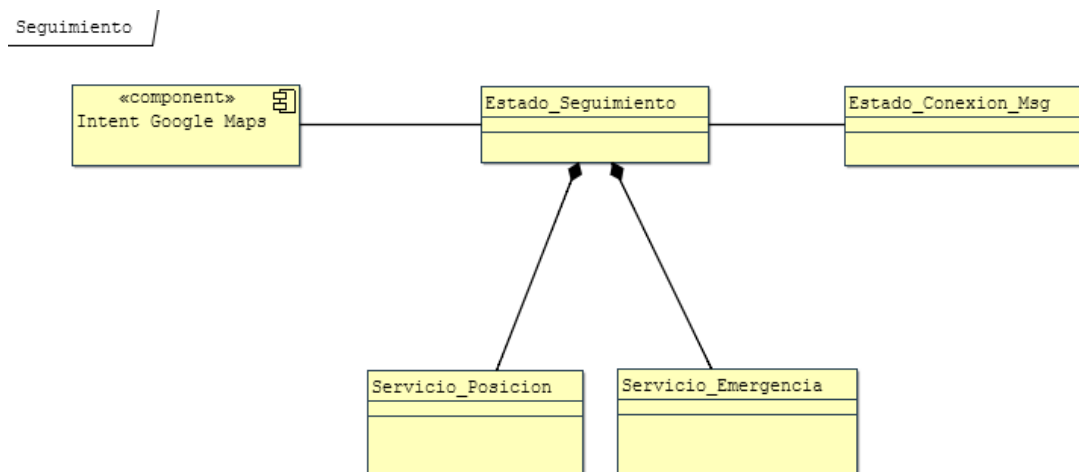 Seguimiento
«component»
Intent Google Maps
Estado_Seguimiento
Estado_Conexion_Msg
Servicio_Posicion
Servicio_Emergencia